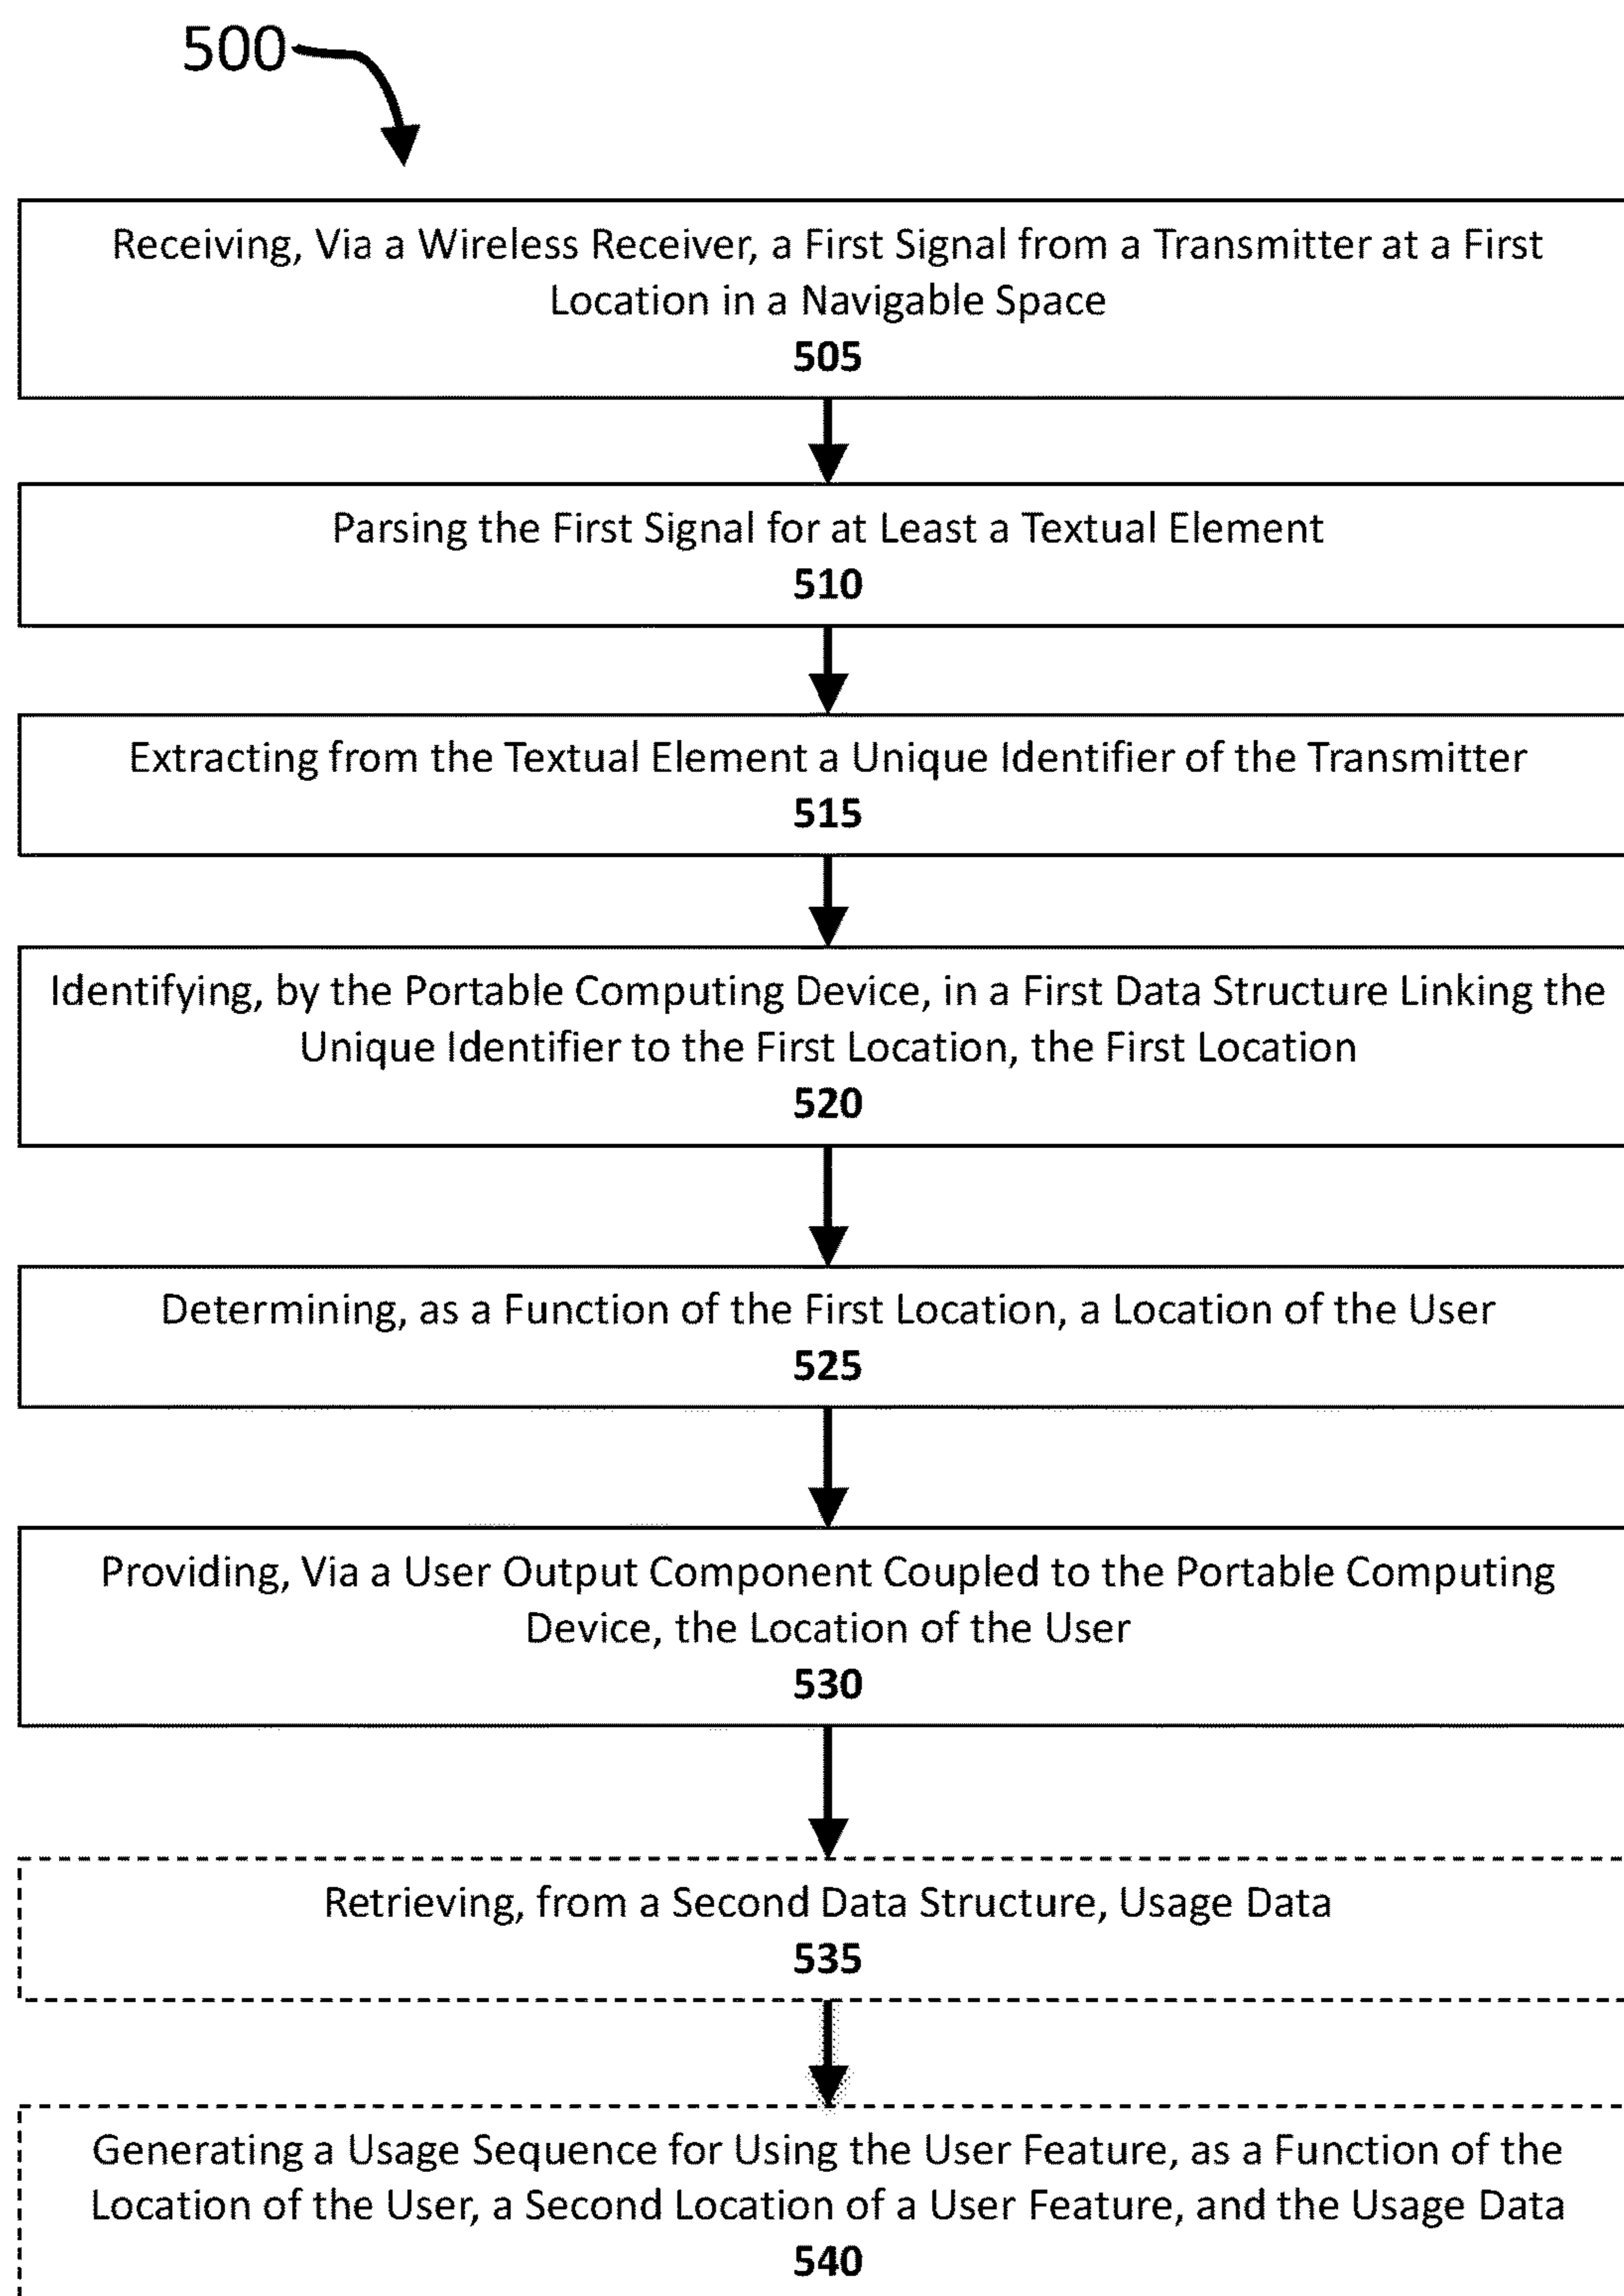 500
Receiving, Via a Wireless Receiver, a First Signal from a Transmitter at a First
Location in a Navigable Space
505
Parsing the First Signal for at Least a Textual Element
510
Extracting from the Textual Element a Unique Identifier of the Transmitter
515
Identifying, by the Portable Computing Device, in a First Data Structure Linking the
Unique Identifier to the First Location, the First Location
520
Determining, as a Function of the First Location, a Location of the User
525
Providing, Via a User Output Component Coupled to the Portable Computing
Device, the Location of the User
530
Retrieving, from a Second Data Structure, Usage Data
535
Generating a Usage Sequence for Using the User Feature, as a Function of the
Location of the User, a Second Location of a User Feature, and the Usage Data
540